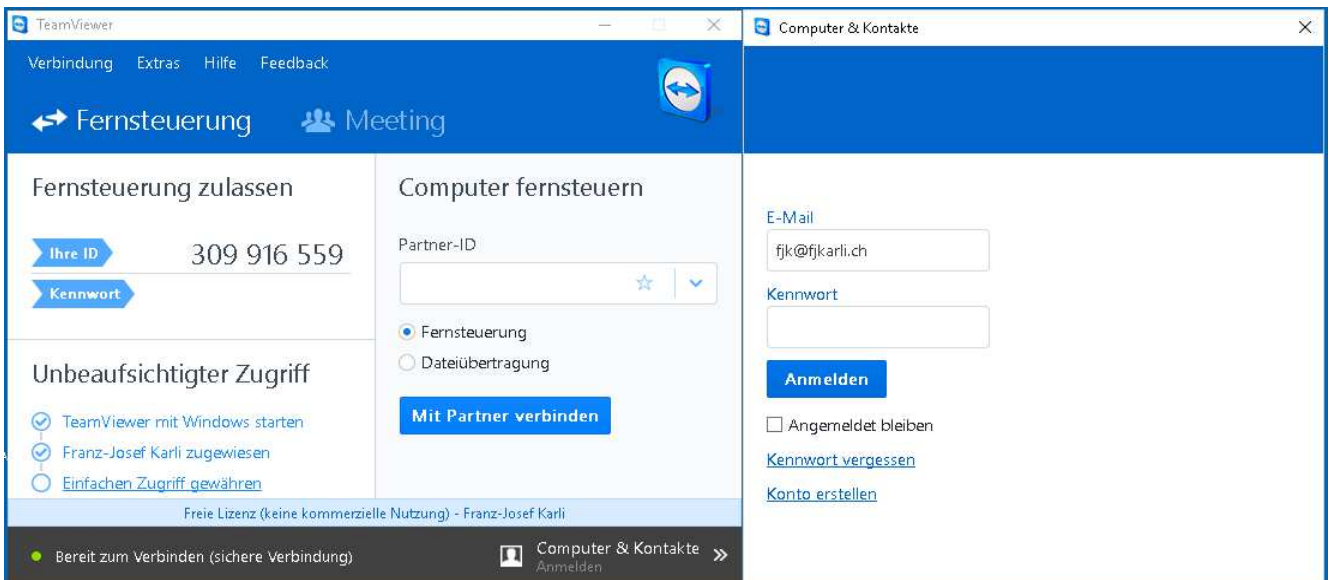 TeamViewer
Verbindung Extras Hilfe Feedback
Fernsteuerung Meeting
Fernsteuerung zulassen
Ihre ID 309 916 559
Kennwort
Unbeaufsichtigter Zugriff
TeamViewer mit Windows starten
Franz-Josef Karli zugewiesen
Einfachen Zugriff gewähren
Computer fernsteuern
Partner-ID
Fernsteuerung
Dateiübertragung
Mit Partner verbinden
Freie Lizenz (keine kommerzielle Nutzung) - Franz-Josef Karli
Bereit zum Verbinden (sichere Verbindung)
Computer & Kontakte
Anmelden
Computer & Kontakte
E-Mail
fjk@fjkarli.ch
Kennwort
Anmelden
Angemeldet bleiben
Kennwort vergessen
Konto erstellen